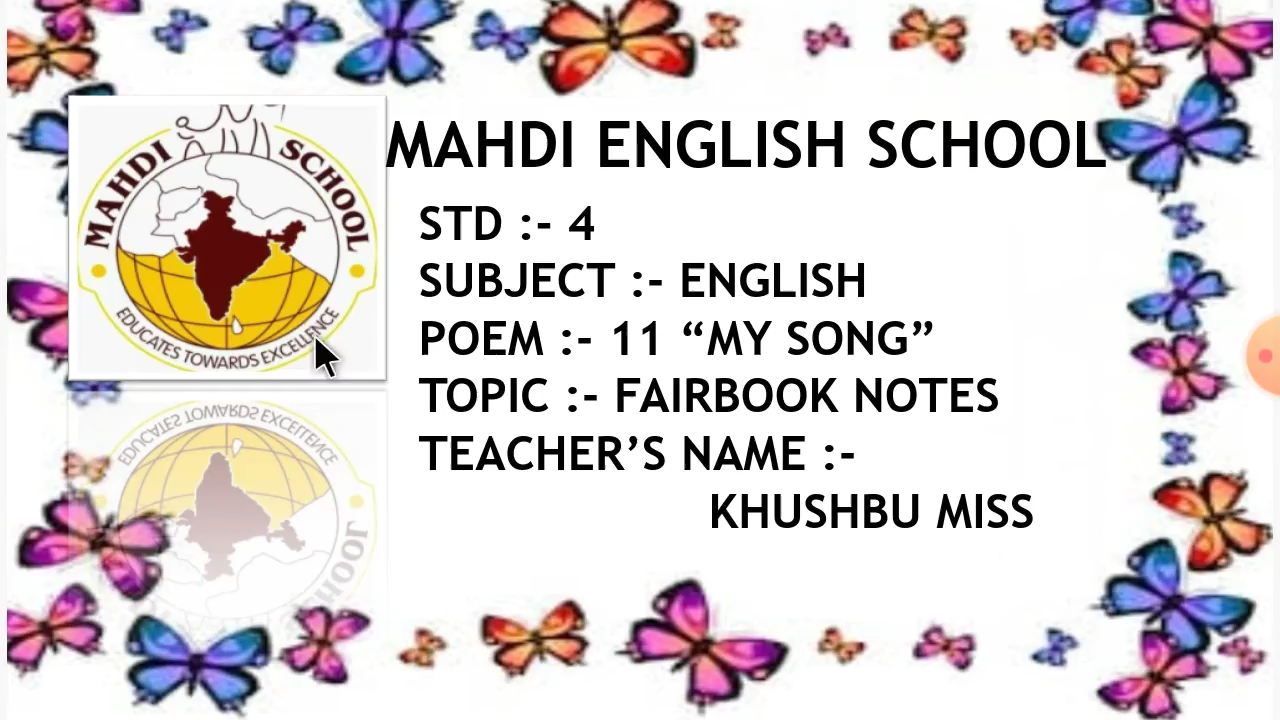 MAHDI SCHOOL
EDUCATES TOWARDS EXCELLENCE
MAHDI ENGLISH SCHOOL
STD :- 4
SUBJECT :- ENGLISH
POEM :- 11 “MY SONG”
TOPIC :- FAIRBOOK NOTES
TEACHER’S NAME :-
KHUSHBU MISS